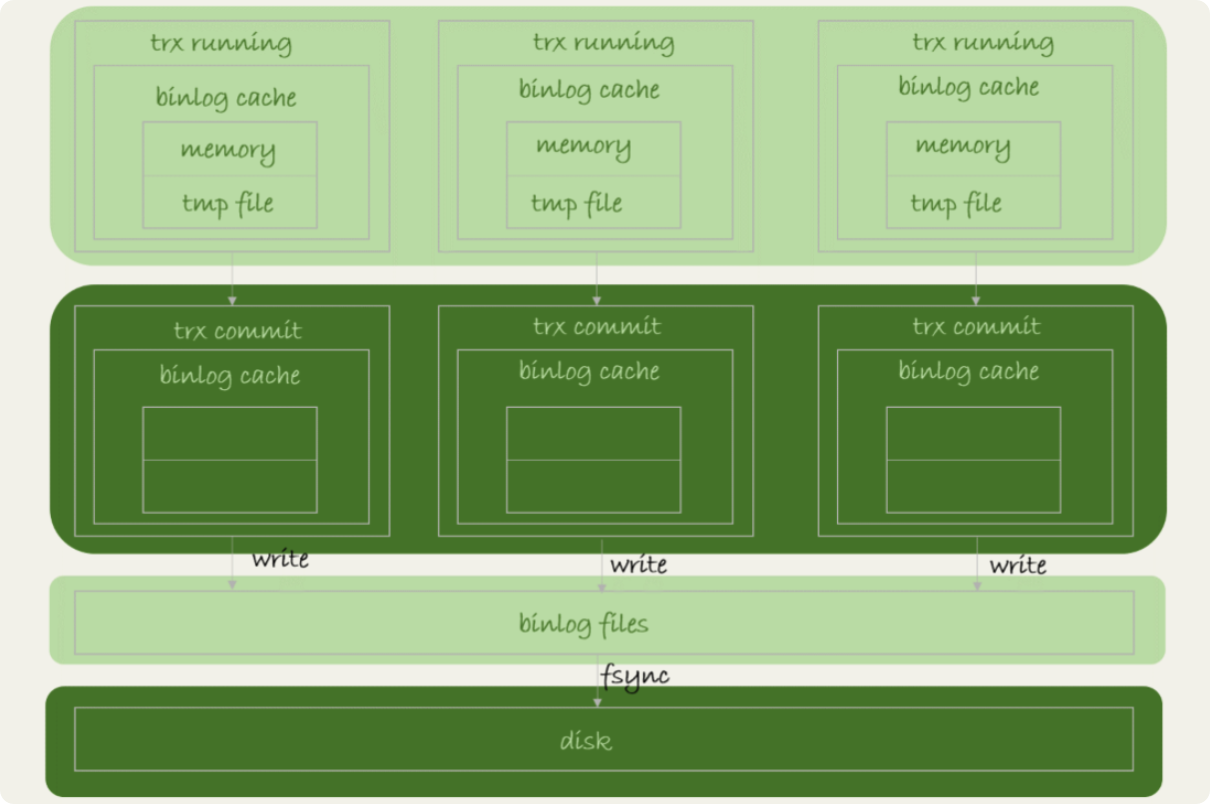 trx running
binlog cache
memory
tmp file
trx running
binlog cache
memory
tmp file
trx running
binlog cache
memory
tmp file
trx commit
binlog cache
trx commit
binlog cache
trx commit
binlog cache
write
write
write
binlog files
fsync
disk